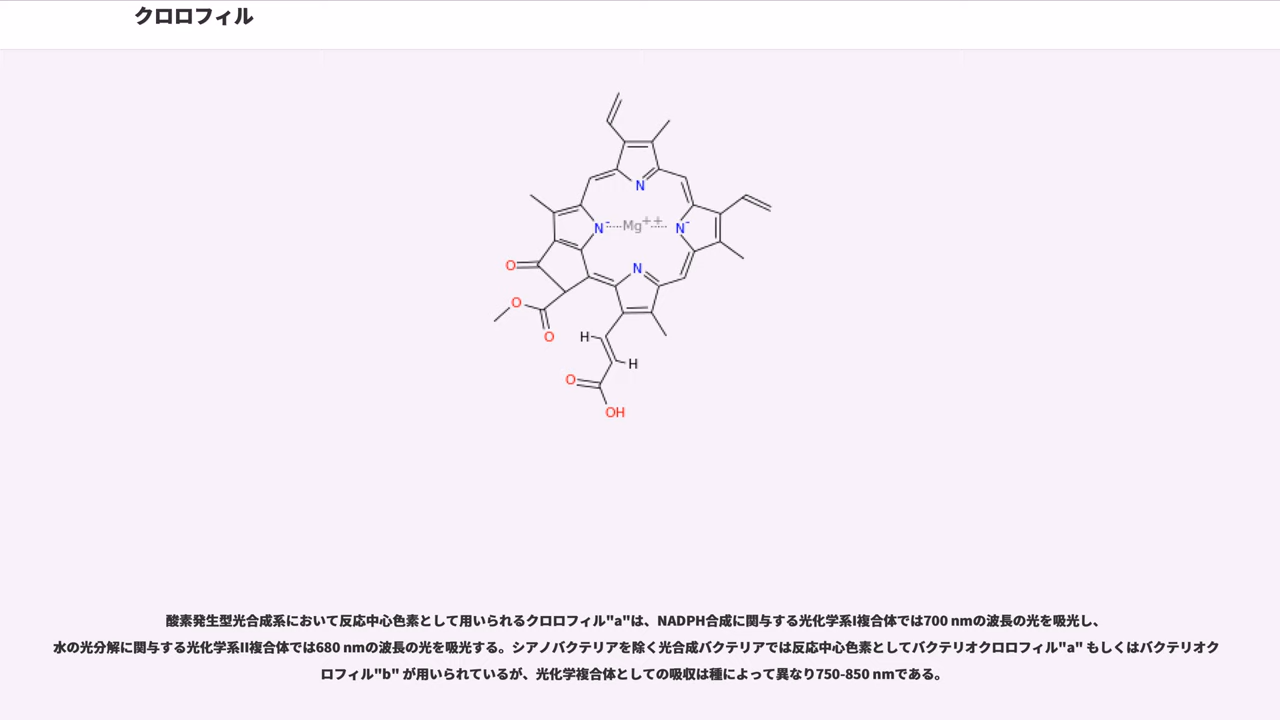 クロロフィル
N
N-
Mg++
N-
O
N
O
O
H
H
O
OH
酸素発生型光合成系において反応中心色素として用いられるクロロフィル"a"は、NADPH合成に関与する光化学系I複合体では700 nmの波長の光を吸光し、
水の光分解に関与する光化学系II複合体では680 nmの波長の光を吸光する。シアノバクテリアを除く光合成バクテリアでは反応中心色素としてバクテリオクロロフィル"a" もしくはバクテリオク
ロフィル"b" が用いられているが、光化学複合体としての吸収は種によって異なり750-850 nmである。